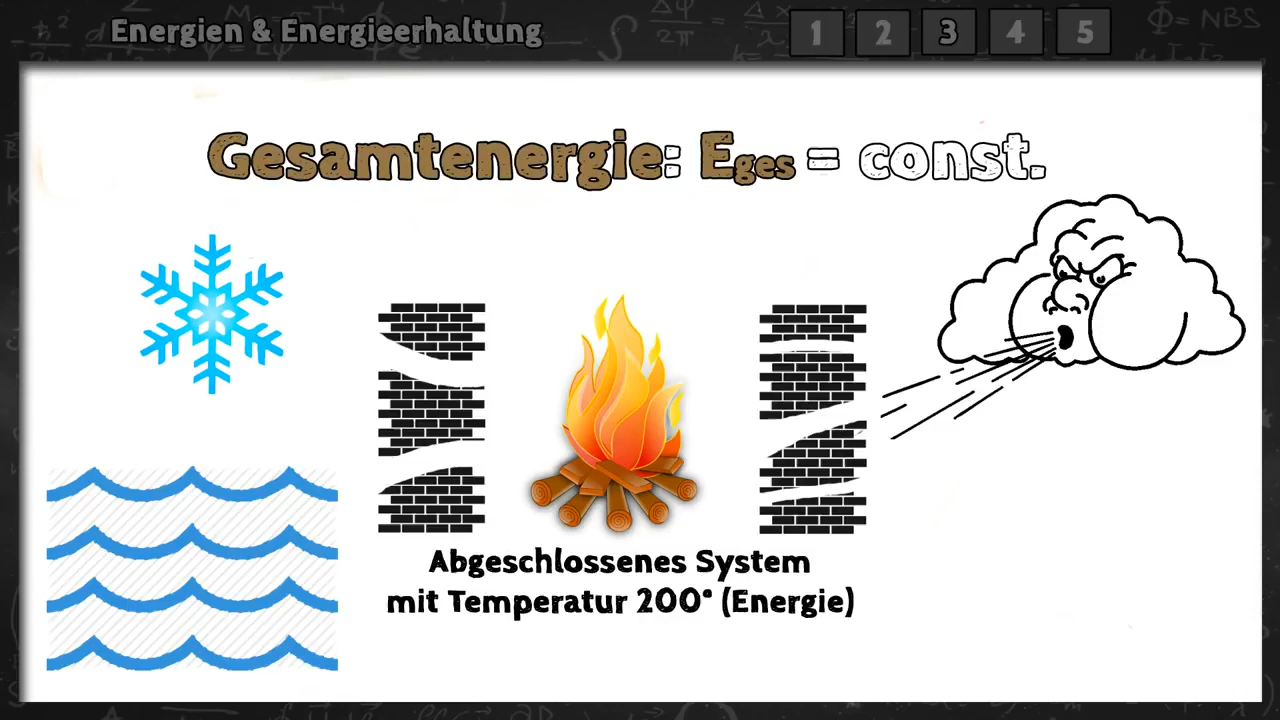 Energien & Energieerhaltung
1 2 3 4 5
Gesamtenergie: Eges = const.
Abgeschlossenes System
mit Temperatur 200° (Energie)